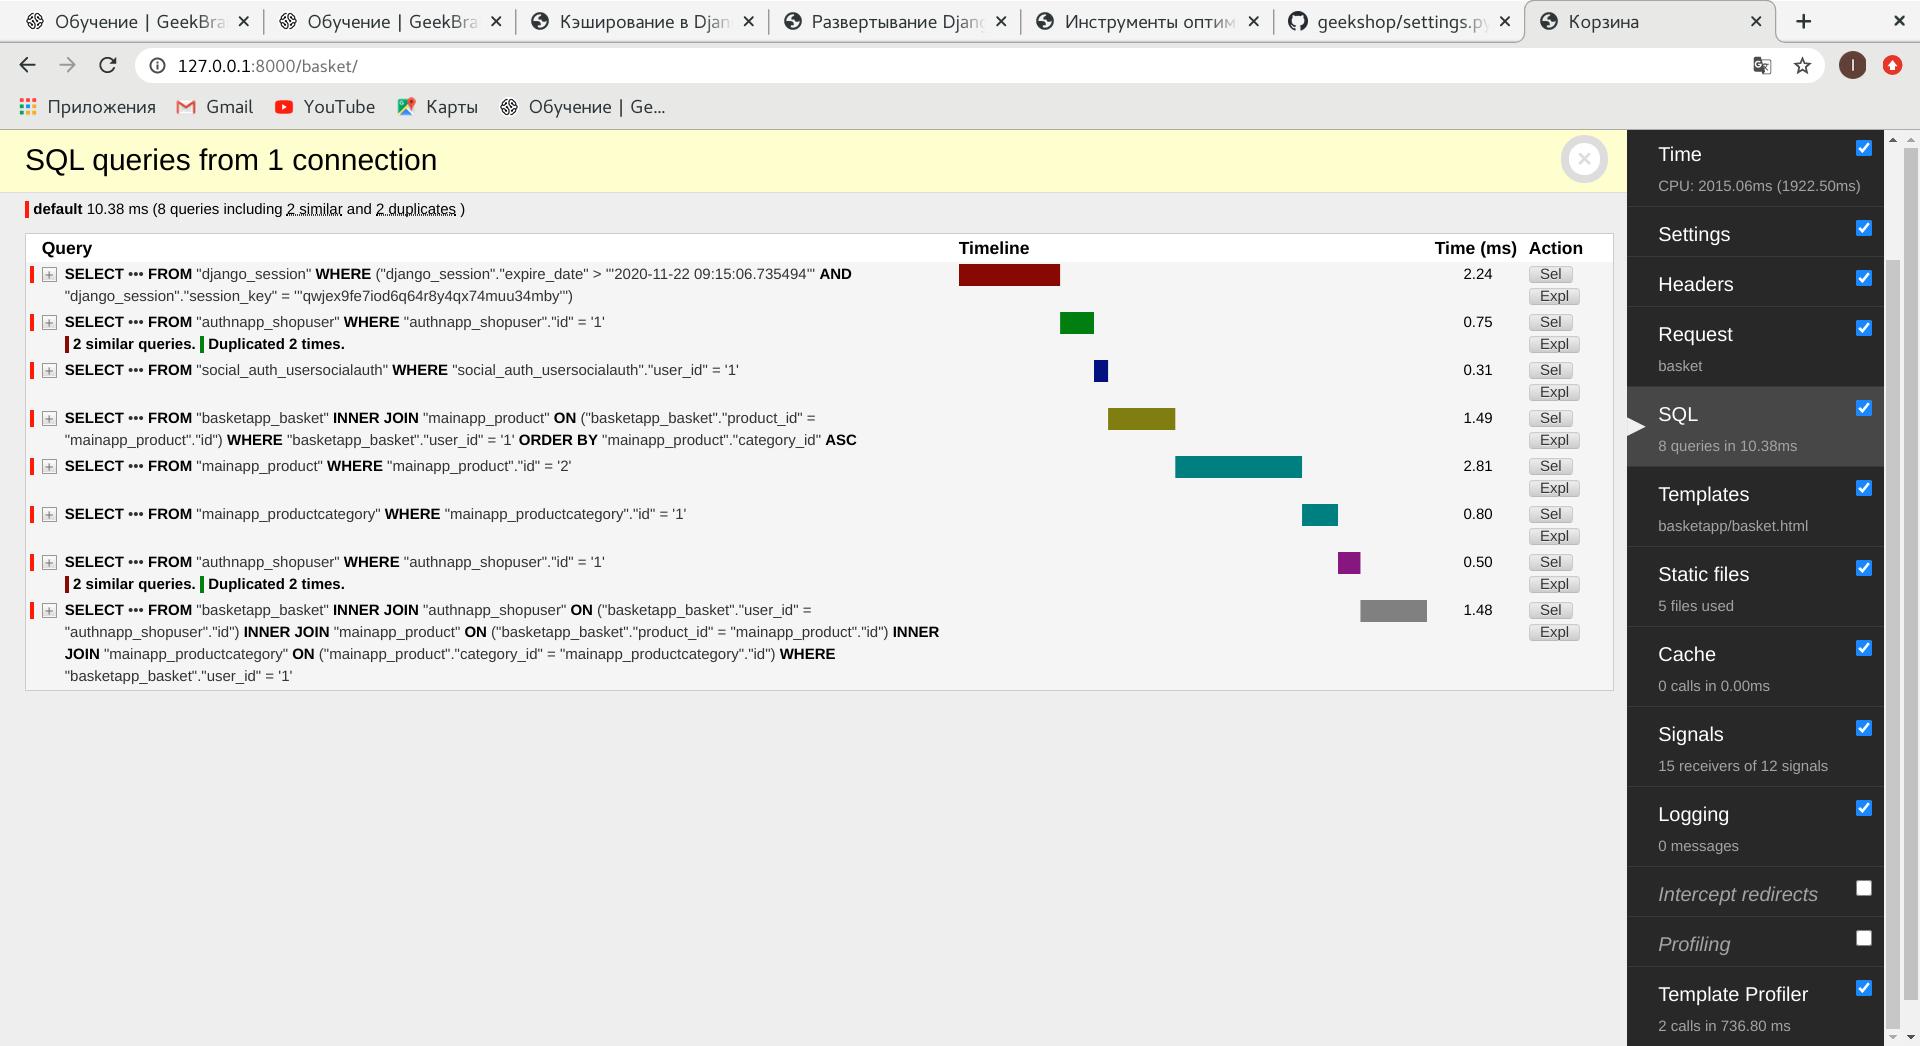 Обучение | GeekBra
Обучение | GeekBra
Кэширование в Djan
Развертывание Djang
Инструменты оптим
geekshop/settings.py
Корзина
127.0.0.1:8000/basket/
I
Приложения
Gmail
YouTube
Карты
Обучение | Ge...
SQL queries from 1 connection
default 10.38 ms (8 queries including 2 similar and 2 duplicates )
Query Timeline Time (ms) Action
SELECT ••• FROM "django_session" WHERE ("django_session"."expire_date" > '"2020-11-22 09:15:06.735494"' AND 2.24 Sel
"django_session"."session_key" = '"qwjex9fe7iod6q64r8y4qx74muu34mby"') Expl
SELECT ••• FROM "authnapp_shopuser" WHERE "authnapp_shopuser"."id" = '1' 0.75 Sel
2 similar queries. Duplicated 2 times. Expl
SELECT ••• FROM "social_auth_usersocialauth" WHERE "social_auth_usersocialauth"."user_id" = '1' 0.31 Sel
Expl
SELECT ••• FROM "basketapp_basket" INNER JOIN "mainapp_product" ON ("basketapp_basket"."product_id" = 1.49 Sel
"mainapp_product"."id") WHERE "basketapp_basket"."user_id" = '1' ORDER BY "mainapp_product"."category_id" ASC Expl
SELECT ••• FROM "mainapp_product" WHERE "mainapp_product"."id" = '2' 2.81 Sel
Expl
SELECT ••• FROM "mainapp_productcategory" WHERE "mainapp_productcategory"."id" = '1' 0.80 Sel
Expl
SELECT ••• FROM "authnapp_shopuser" WHERE "authnapp_shopuser"."id" = '1' 0.50 Sel
2 similar queries. Duplicated 2 times. Expl
SELECT ••• FROM "basketapp_basket" INNER JOIN "authnapp_shopuser" ON ("basketapp_basket"."user_id" = 1.48 Sel
"authnapp_shopuser"."id") INNER JOIN "mainapp_product" ON ("basketapp_basket"."product_id" = "mainapp_product"."id") INNER Expl
JOIN "mainapp_productcategory" ON ("mainapp_product"."category_id" = "mainapp_productcategory"."id") WHERE
"basketapp_basket"."user_id" = '1'
Time
CPU: 2015.06ms (1922.50ms)
Settings
Headers
Request
basket
SQL
8 queries in 10.38ms
Templates
basketapp/basket.html
Static files
5 files used
Cache
0 calls in 0.00ms
Signals
15 receivers of 12 signals
Logging
0 messages
Intercept redirects
Profiling
Template Profiler
2 calls in 736.80 ms